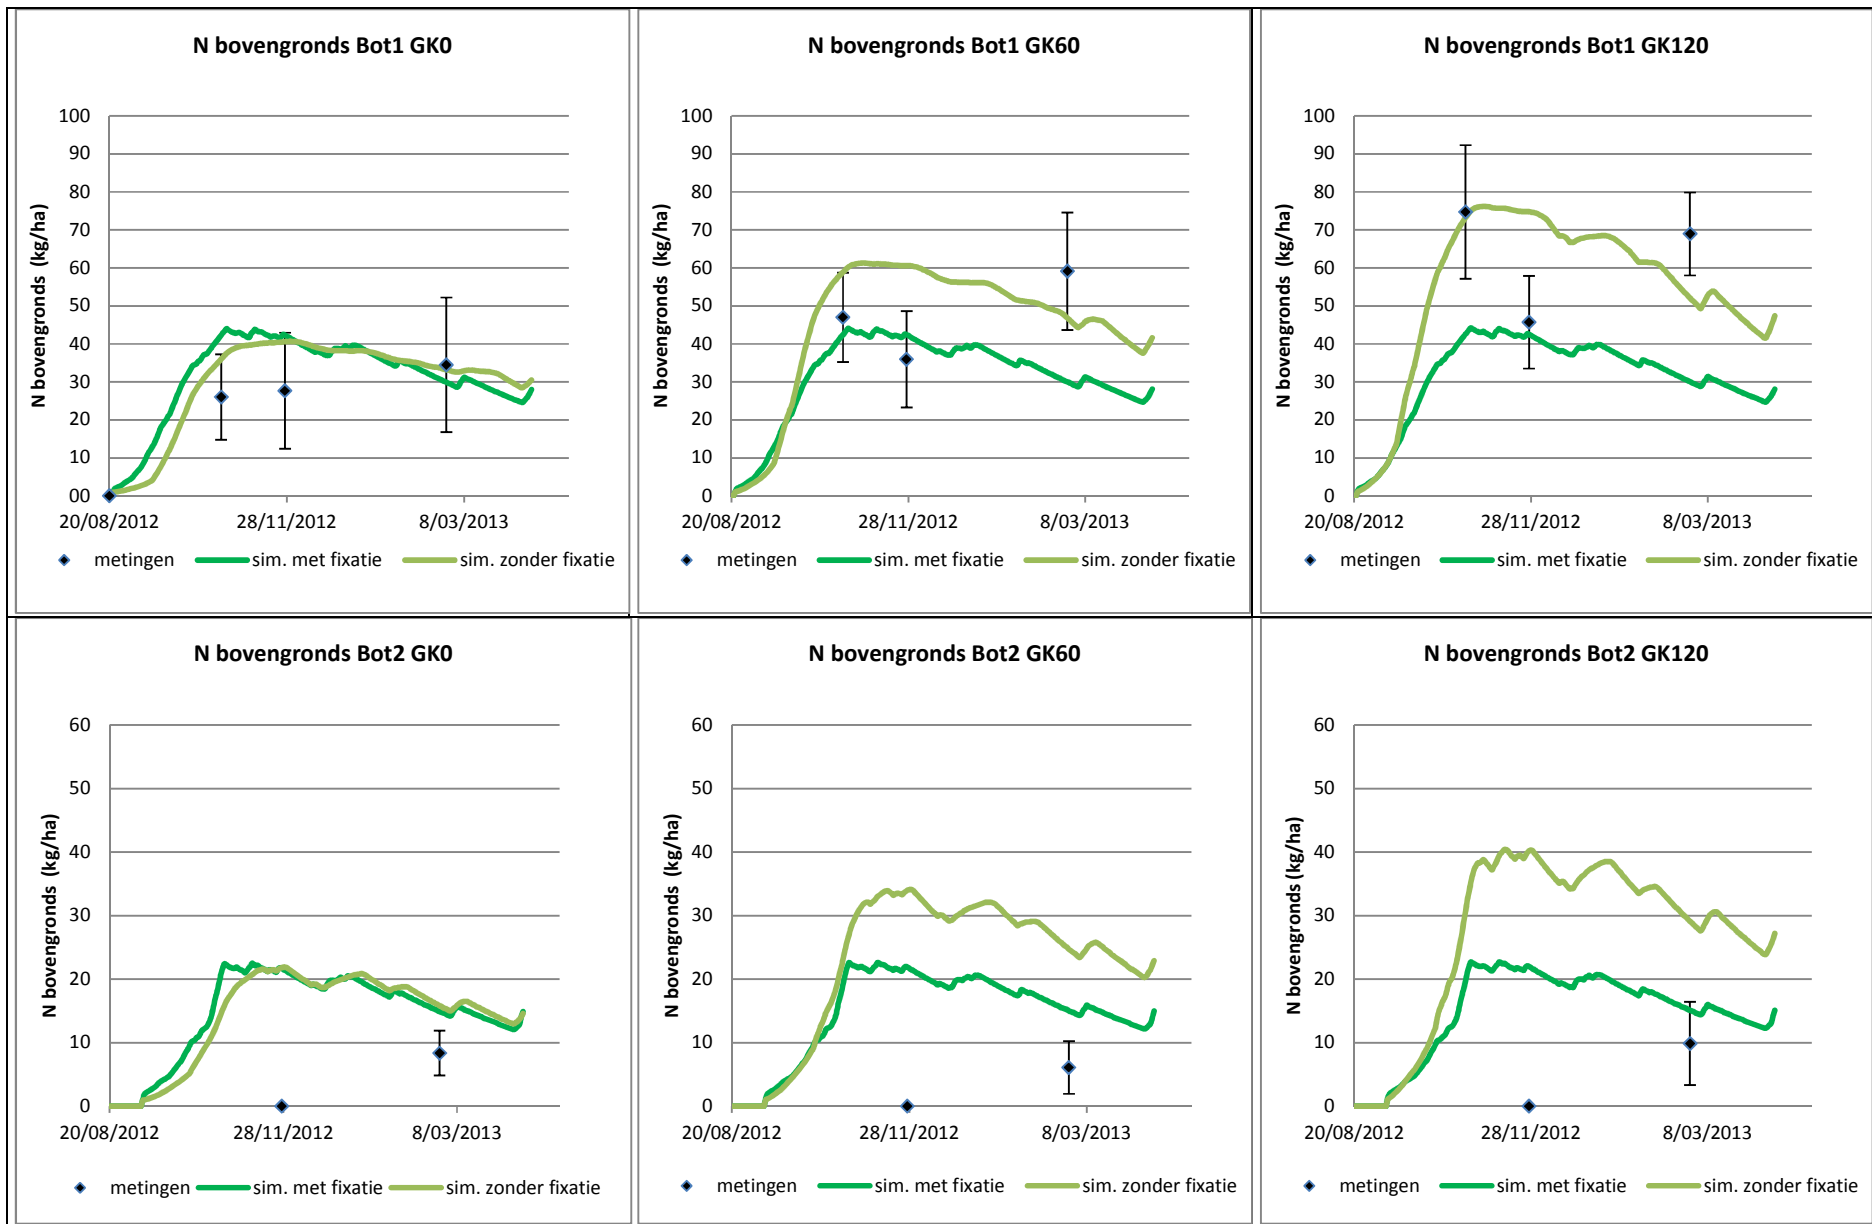 N bovengronds Bot1 GK0
N bovengronds (kg/ha)
100
90
80
70
60
50
40
30
20
10
00
20/08/2012 28/11/2012 8/03/2013
metingen sim. met fixatie sim. zonder fixatie
N bovengronds Bot1 GK60
N bovengronds (kg/ha)
100
90
80
70
60
50
40
30
20
10
0
20/08/2012 28/11/2012 8/03/2013
metingen sim. met fixatie sim. zonder fixatie
N bovengronds Bot1 GK120
N bovengronds (kg/ha)
100
90
80
70
60
50
40
30
20
10
0
20/08/2012 28/11/2012 8/03/2013
metingen sim. met fixatie sim. zonder fixatie
N bovengronds Bot2 GK0
N bovengronds (kg/ha)
60
50
40
30
20
10
0
20/08/2012 28/11/2012 8/03/2013
metingen sim. met fixatie sim. zonder fixatie
N bovengronds Bot2 GK60
N bovengronds (kg/ha)
60
50
40
30
20
10
0
20/08/2012 28/11/2012 8/03/2013
metingen sim. met fixatie sim. zonder fixatie
N bovengronds Bot2 GK120
N bovengronds (kg/ha)
60
50
40
30
20
10
0
20/08/2012 28/11/2012 8/03/2013
metingen sim. met fixatie sim. zonder fixatie